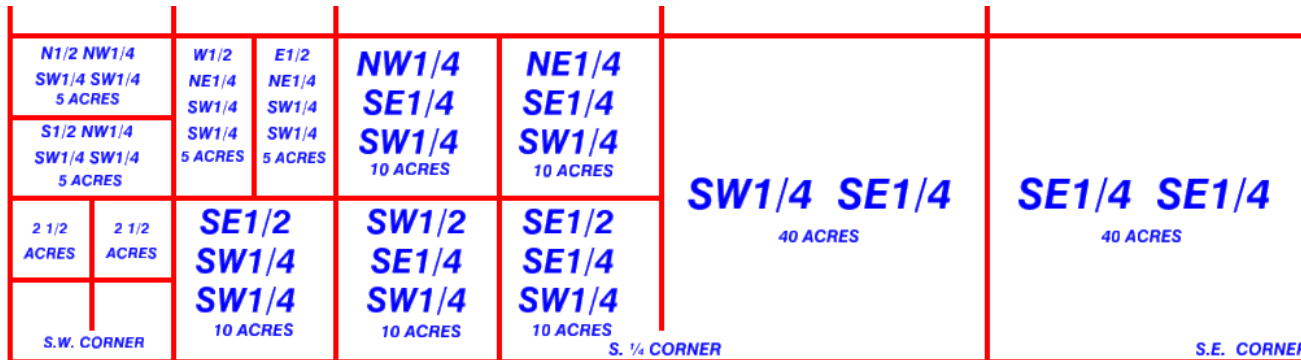 N1/2 NW1/4
SW1/4 SW1/4
5 ACRES
S1/2 NW1/4
SW1/4 SW1/4
5 ACRES
W1/2
NE1/4
SW1/4
SW1/4
5 ACRES
E1/2
NE1/4
SW1/4
SW1/4
5 ACRES
NW1/4
SE1/4
SW1/4
10 ACRES
NE1/4
SE1/4
SW1/4
10 ACRES
SW1/4 SE1/4
40 ACRES
SE1/4 SE1/4
40 ACRES
2 1/2
ACRES
2 1/2
ACRES
SE1/2
SW1/4
SW1/4
10 ACRES
SW1/2
SE1/4
SW1/4
10 ACRES
SE1/2
SE1/4
SW1/4
10 ACRES
S.W. CORNER
S. ¼ CORNER
S.E. CORNER